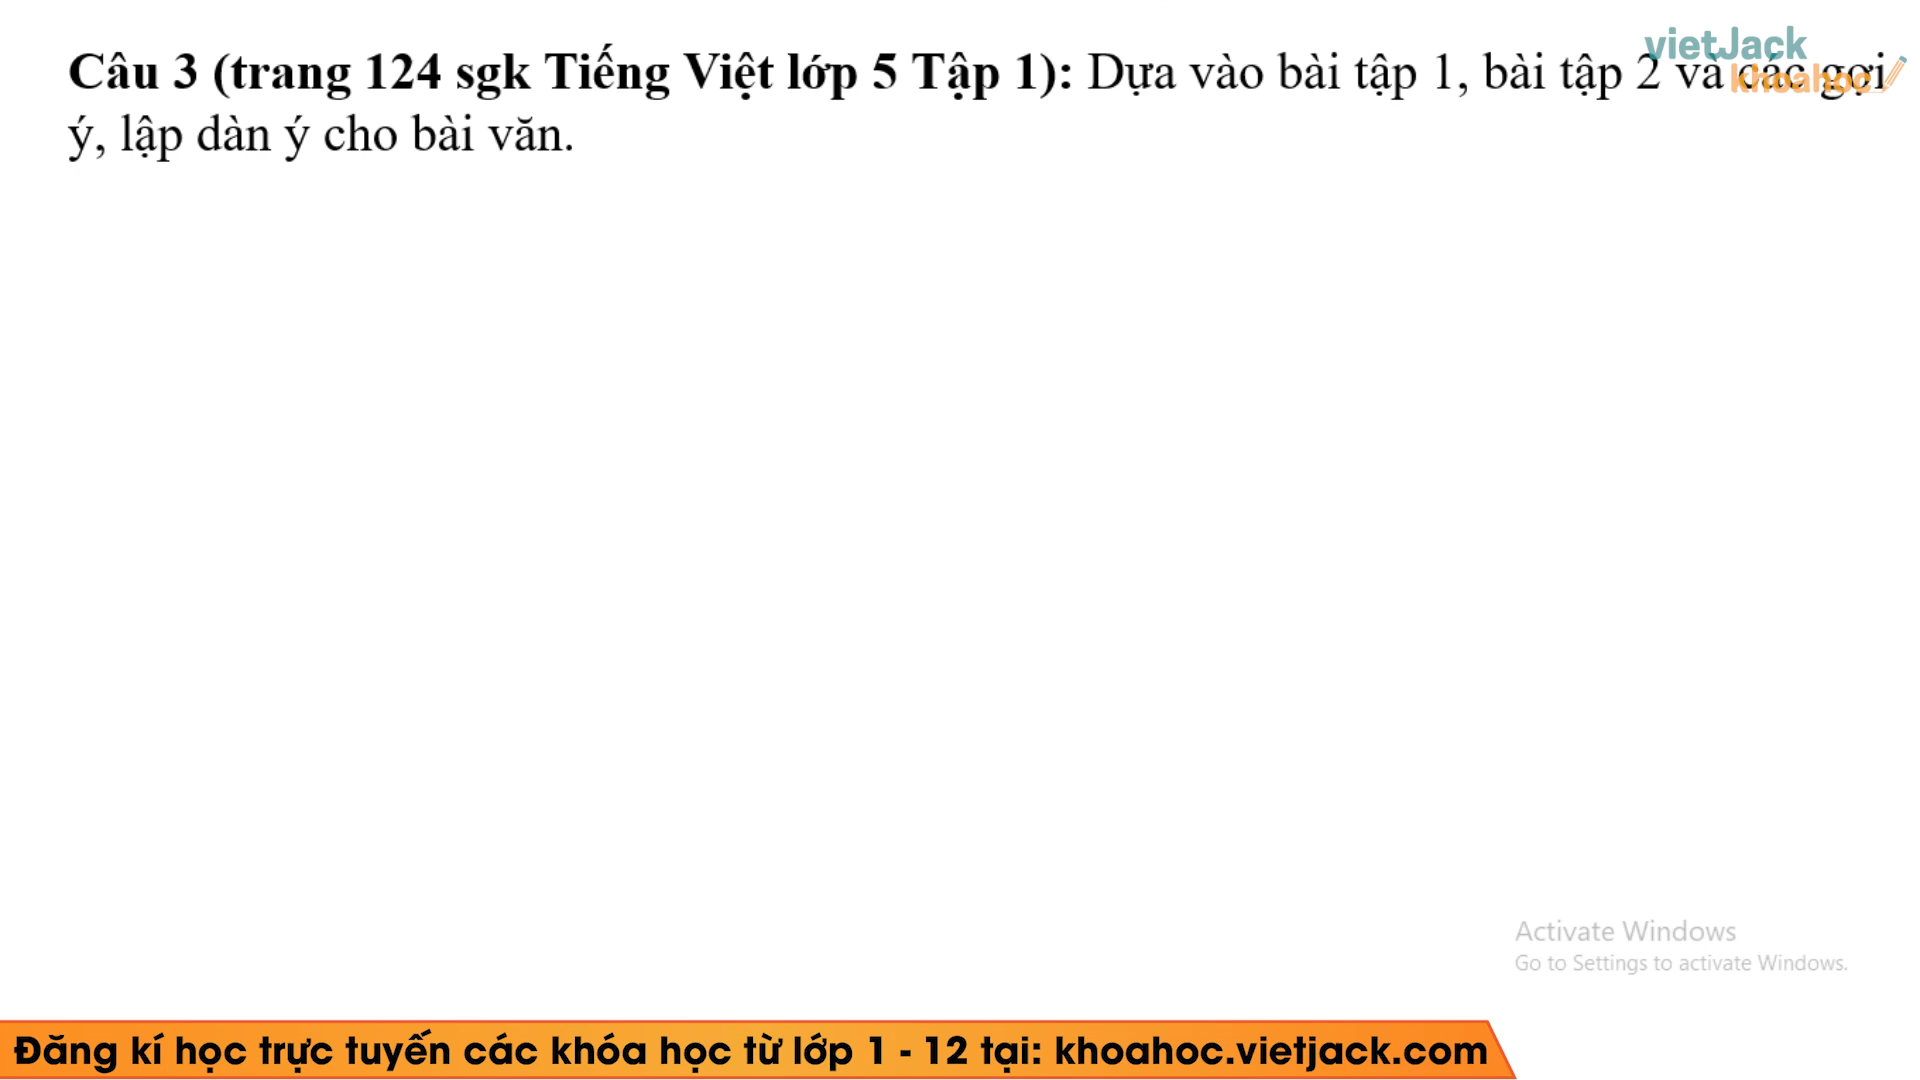 Câu 3 (trang 124 sgk Tiếng Việt lớp 5 Tập 1): Dựa vào bài tập 1, bài tập 2 và các gợi
ý, lập dàn ý cho bài văn.
vietJack
khoahoc
Activate Windows
Go to Settings to activate Windows.
Đăng kí học trực tuyến các khóa học từ lớp 1 - 12 tại: khoahoc.vietjack.com